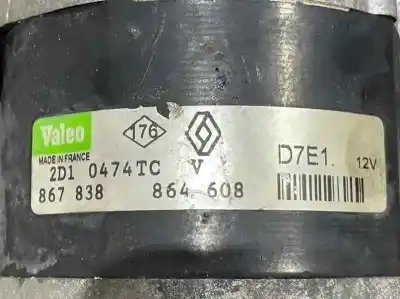 Valeo
176
MADE IN FRANCE
2D1 0474TC V
867 838 864 608
D7E1. 12V